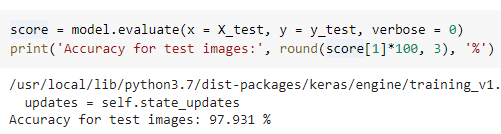 score = model.evaluate(x = X_test, y = y_test, verbose = 0)
print('Accuracy for test images:', round(score[1]*100, 3), '%')
/usr/local/lib/python3.7/dist-packages/keras/engine/training_v1.
updates = self.state_updates
Accuracy for test images: 97.931 %